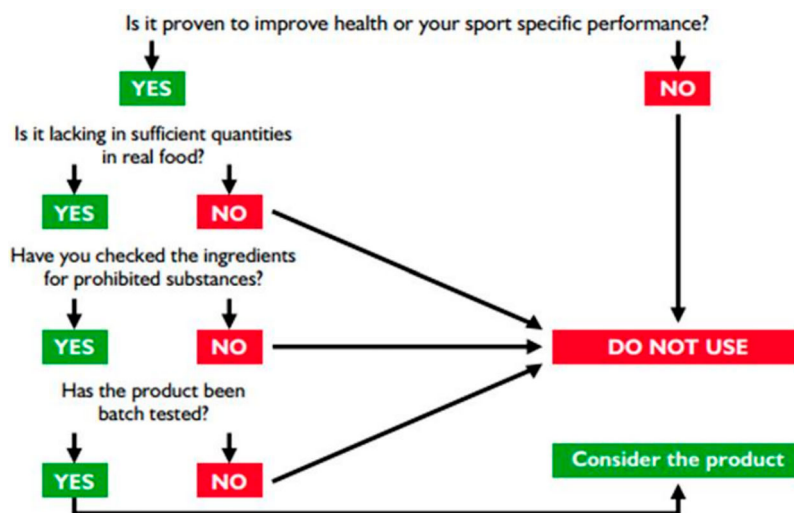 Is it proven to improve health or your sport specific performance?
YES
NO
Is it lacking in sufficient quantities
in real food?
YES
NO
Have you checked the ingredients
for prohibited substances?
YES
NO
DO NOT USE
Has the product been
batch tested?
Consider the product
YES
NO